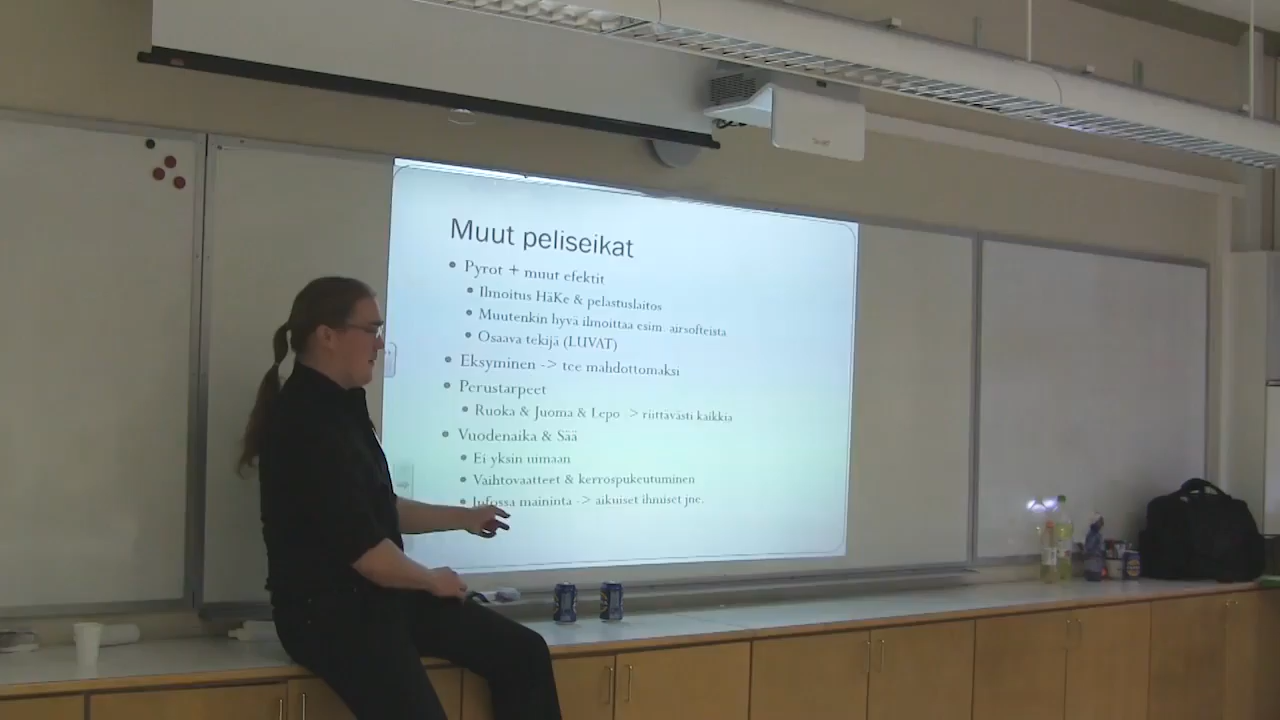 Muut peliseikat
Pyrot + muut efektit
Ilmoitus HäKe & pelastuslaitos
Muutenkin hyvä ilmoittaa esim. airsofteista
Osaava tekijä (LUVAT)
Eksyminen -> tee mahdottomaksi
Perustarpeet
Ruoka & Juoma & Lepo -> riittävästi kaikkia
Vuodenaika & Sää
Ei yksin uimaan
Vaihtovaatteet & kerrospukeutuminen
Infossa maininta -> aikuiset ihmiset jne.